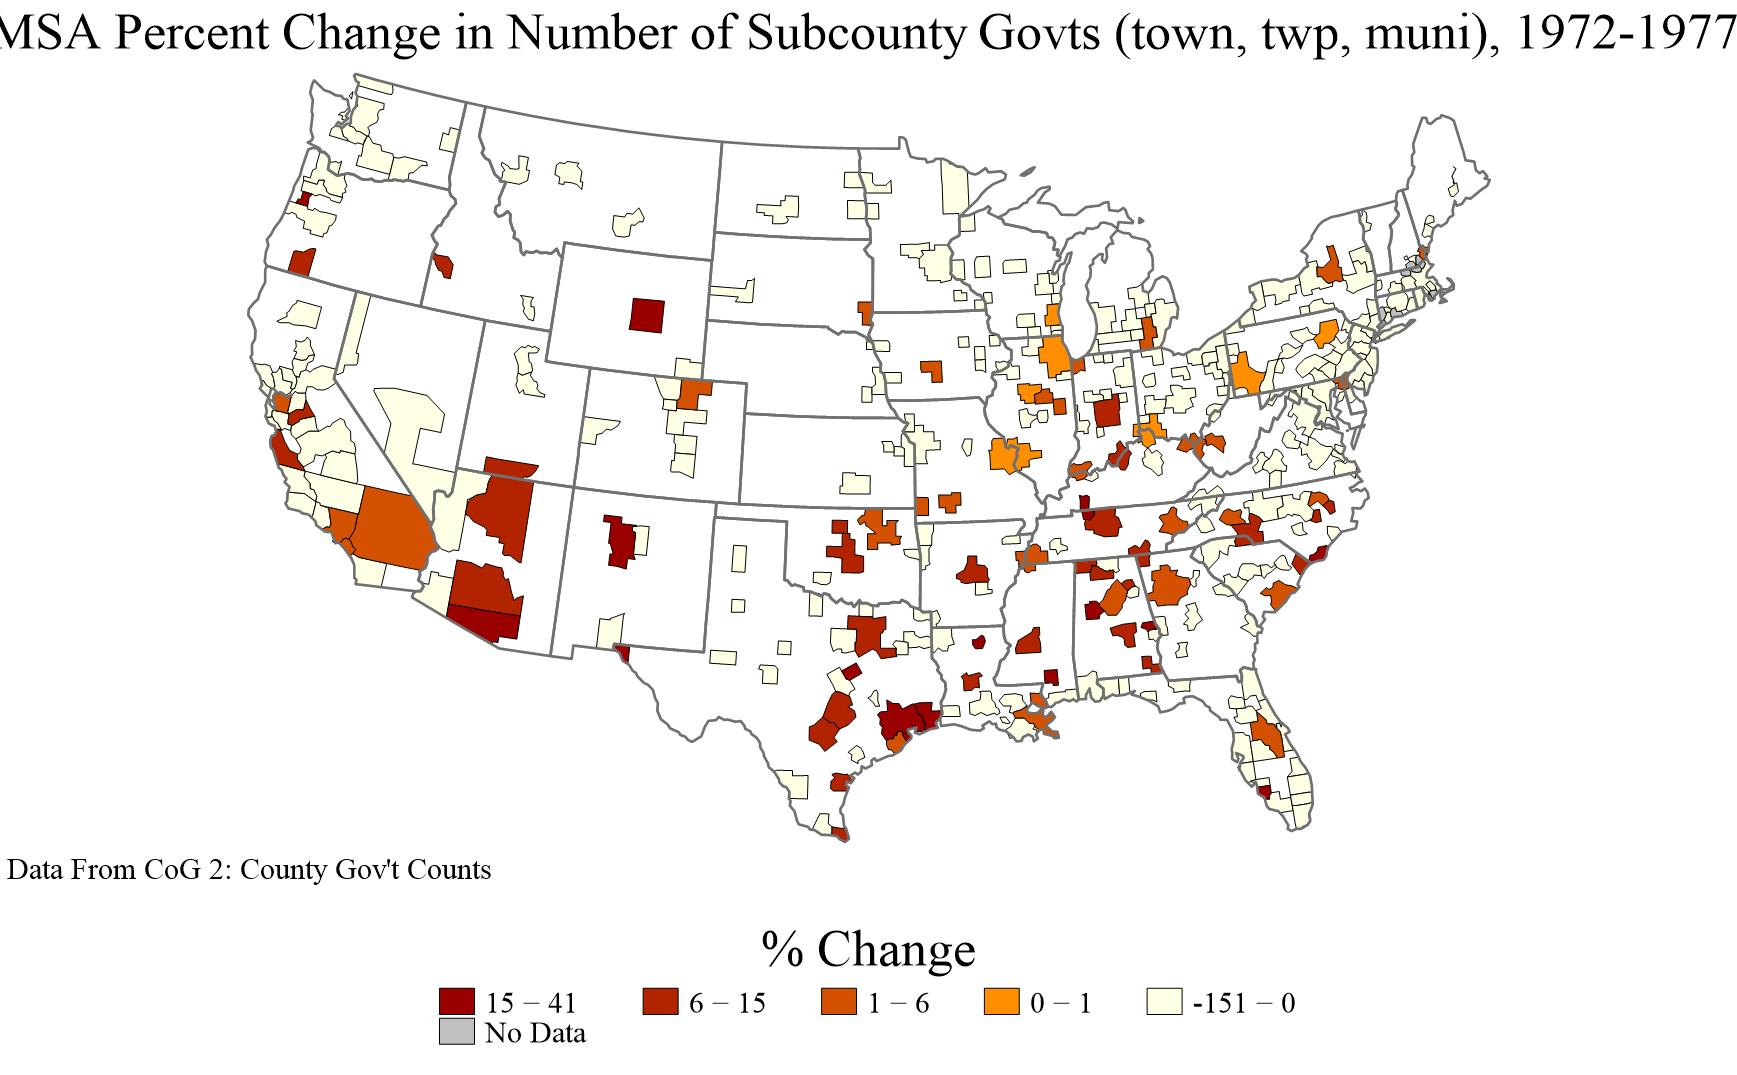 MSA Percent Change in Number of Subcounty Govts (town, twp, muni), 1972-1977
Data From CoG 2: County Gov't Counts
% Change
15 – 41
6 – 15
1 – 6
0 – 1
-151 – 0
No Data